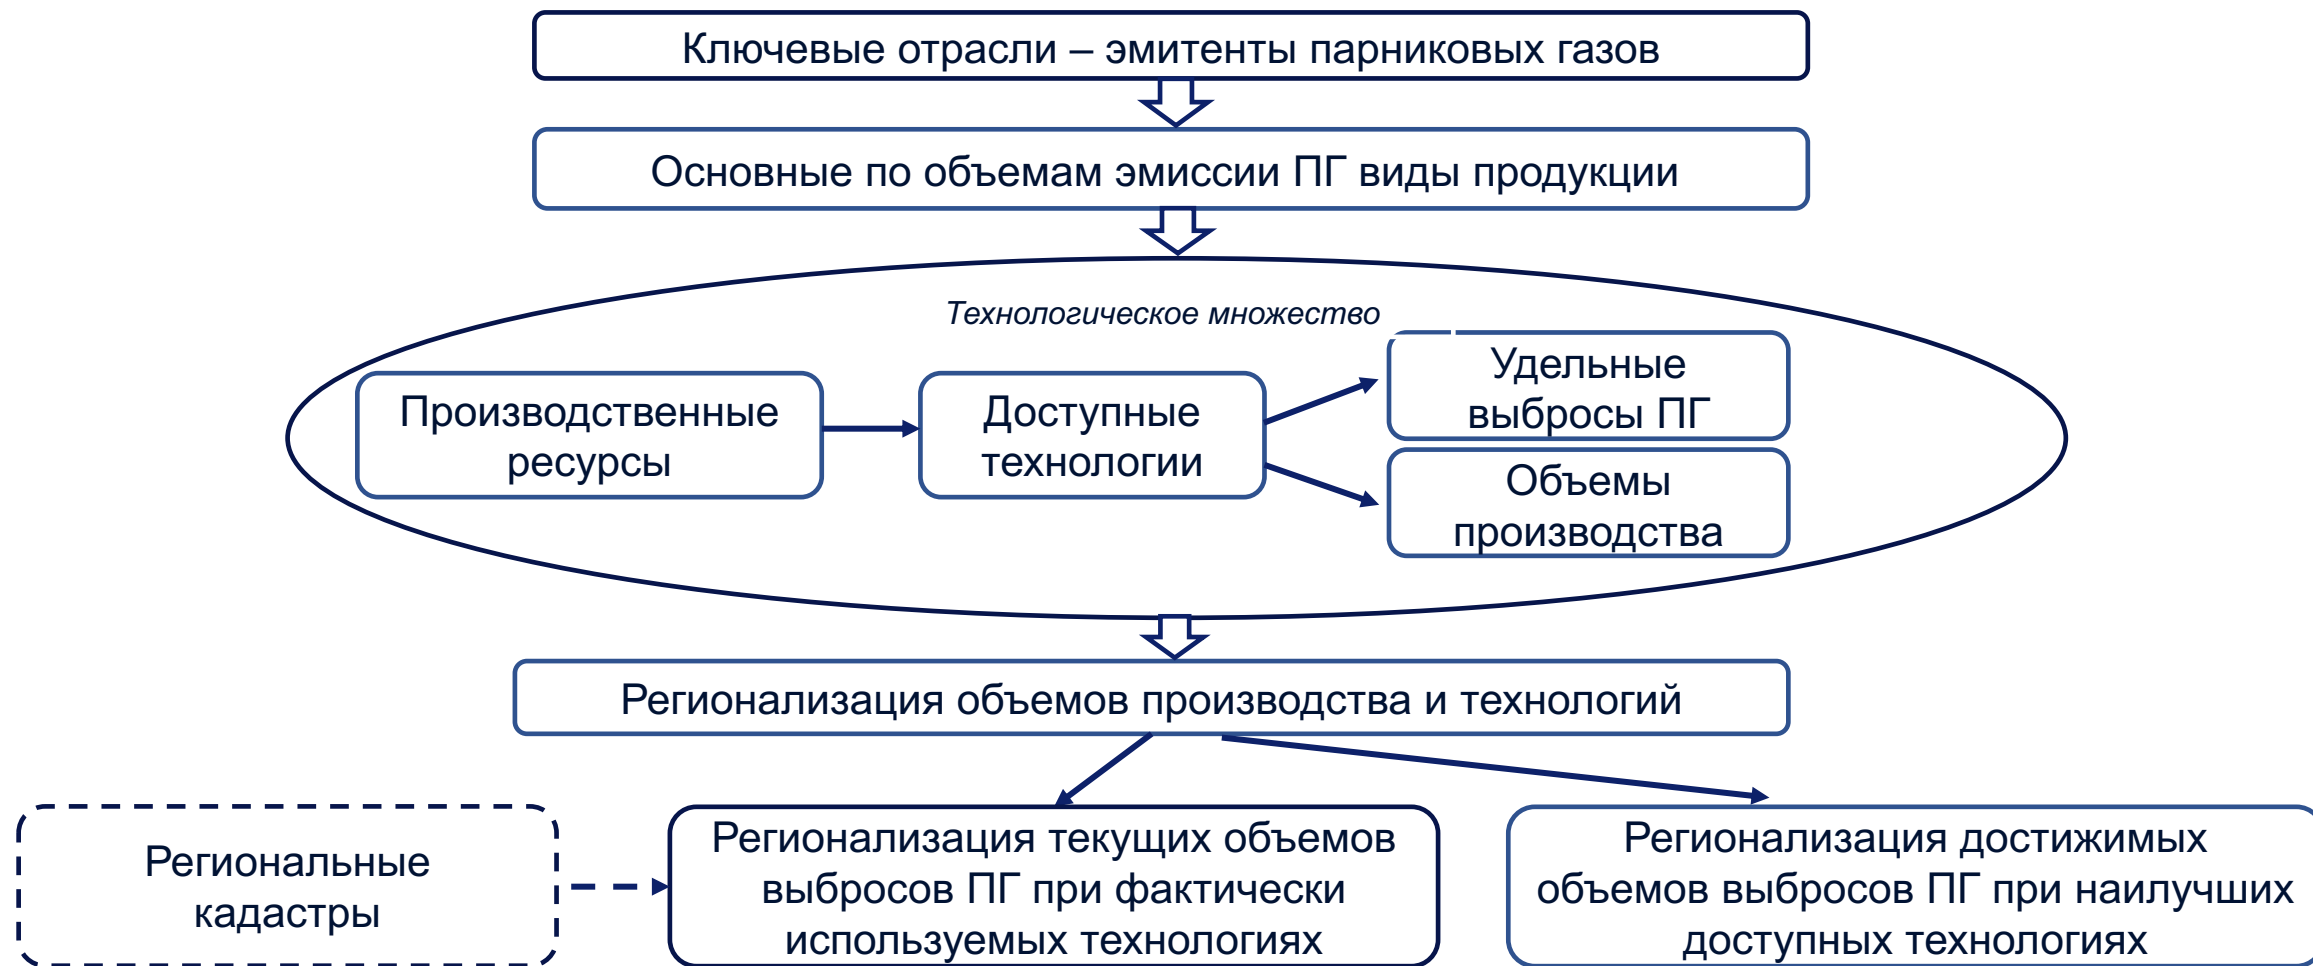 Ключевые отрасли – эмитенты парниковых газов
Основные по объемам эмиссии ПГ виды продукции
Технологическое множество
Производственные
ресурсы
Доступные
технологии
Удельные
выбросы ПГ
Объемы
производства
Регионализация объемов производства и технологий
Региональные
кадастры
Регионализация текущих объемов
выбросов ПГ при фактически
используемых технологиях
Регионализация достижимых
объемов выбросов ПГ при наилучших
доступных технологиях